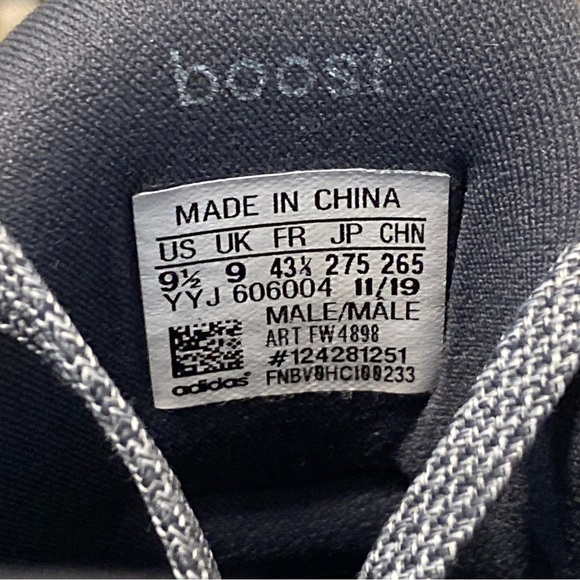 boost
MADE IN CHINA
US UK FR JP CHN
9½ 9 43⅓ 275 265
YYJ 606004 11/19
MALE/MÂLE
ART FW4898
#124281251
adidas® FNBV0HCI00233